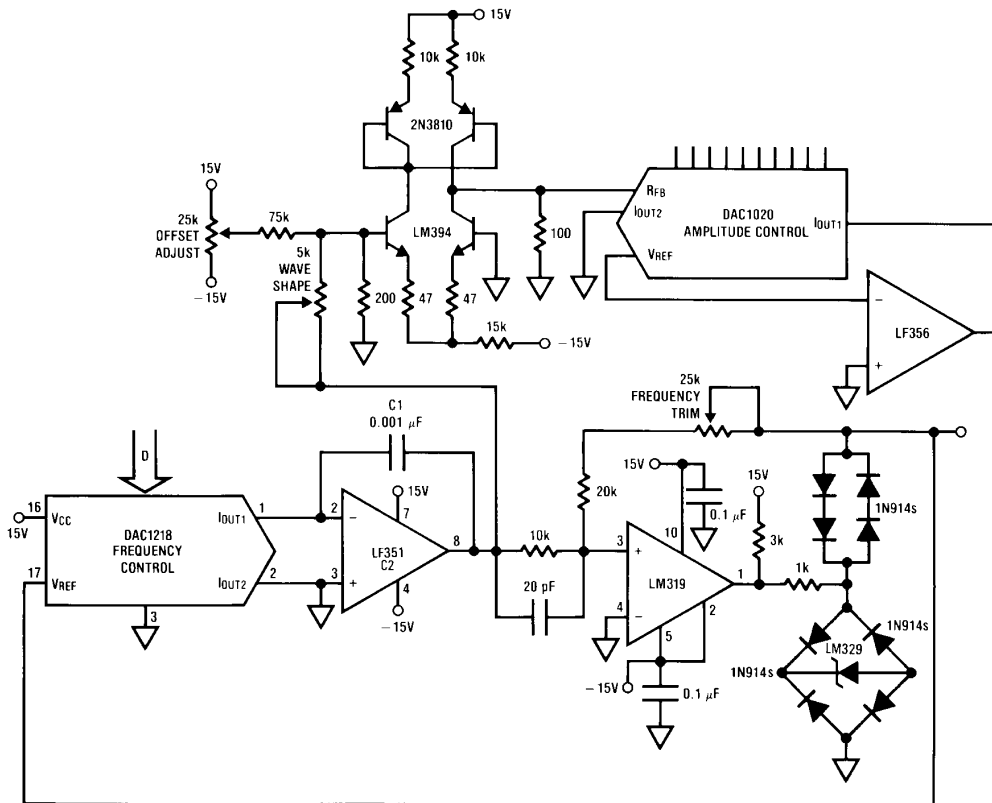 15V
10k
10k
2N3810
15V
25k
OFFSET
ADJUST
−15V
75k
5k
WAVE
SHAPE
LM394
200
47
47
15k
−15V
100
RFB
IOUT2
VREF
DAC1020
AMPLITUDE CONTROL
IOUT1
−
+
LF356
25k
FREQUENCY
TRIM
C1
0.001 μF
D
16
15V
VCC
17
VREF
DAC1218
FREQUENCY
CONTROL
IOUT1
1
IOUT2
2
3
2
−
3
+
15V
7
LF351
C2
8
4
−15V
10k
20 pF
20k
15V
0.1 μF
10
3
+
4
−
LM319
1
2
5
−15V
0.1 μF
15V
3k
1k
1N914s
1N914s
LM329
1N914s